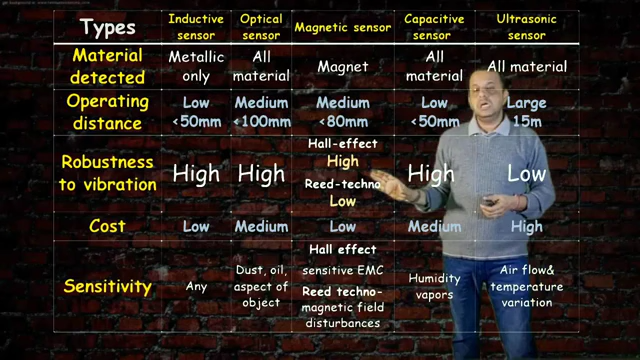 Types
Inductive
sensor
Optical
sensor
Magnetic sensor
Capacitive
sensor
Ultrasonic
sensor
Material
detected
Metallic
only
All
material
Magnet
All
material
All material
Operating
distance
Low
<50mm
Medium
<100mm
Medium
<80mm
Low
<50mm
Large
15m
Robustness
to vibration
High
High
Hall-effect
High
Reed-techno
Low
High
Low
Cost
Low
Medium
Medium
High
Sensitivity
Any
Dust, oil,
aspect of
object
Hall effect
sensitive EMC
Reed techno-
magnetic field
disturbances
Humidity
vapors
Air flow&
temperature
variation